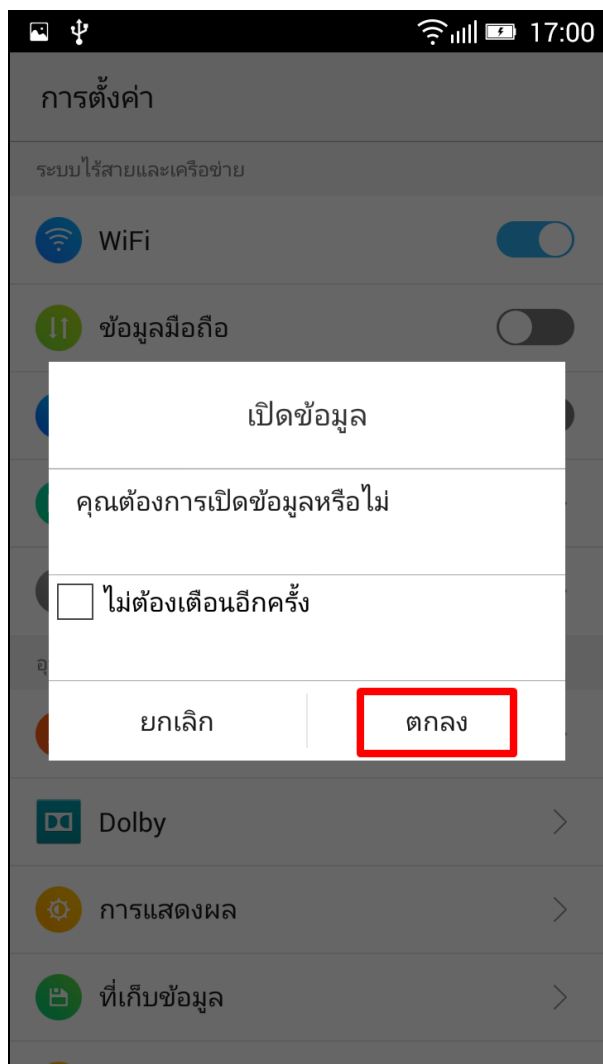 17:00
การตั้งค่า
ระบบไร้สายและเครือข่าย
WiFi
ข้อมูลมือถือ
เปิดข้อมูล
คุณต้องการเปิดข้อมูลหรือไม่
ไม่ต้องเตือนอีกครั้ง
ยกเลิก
ตกลง
Dolby
การแสดงผล
ที่เก็บข้อมูล